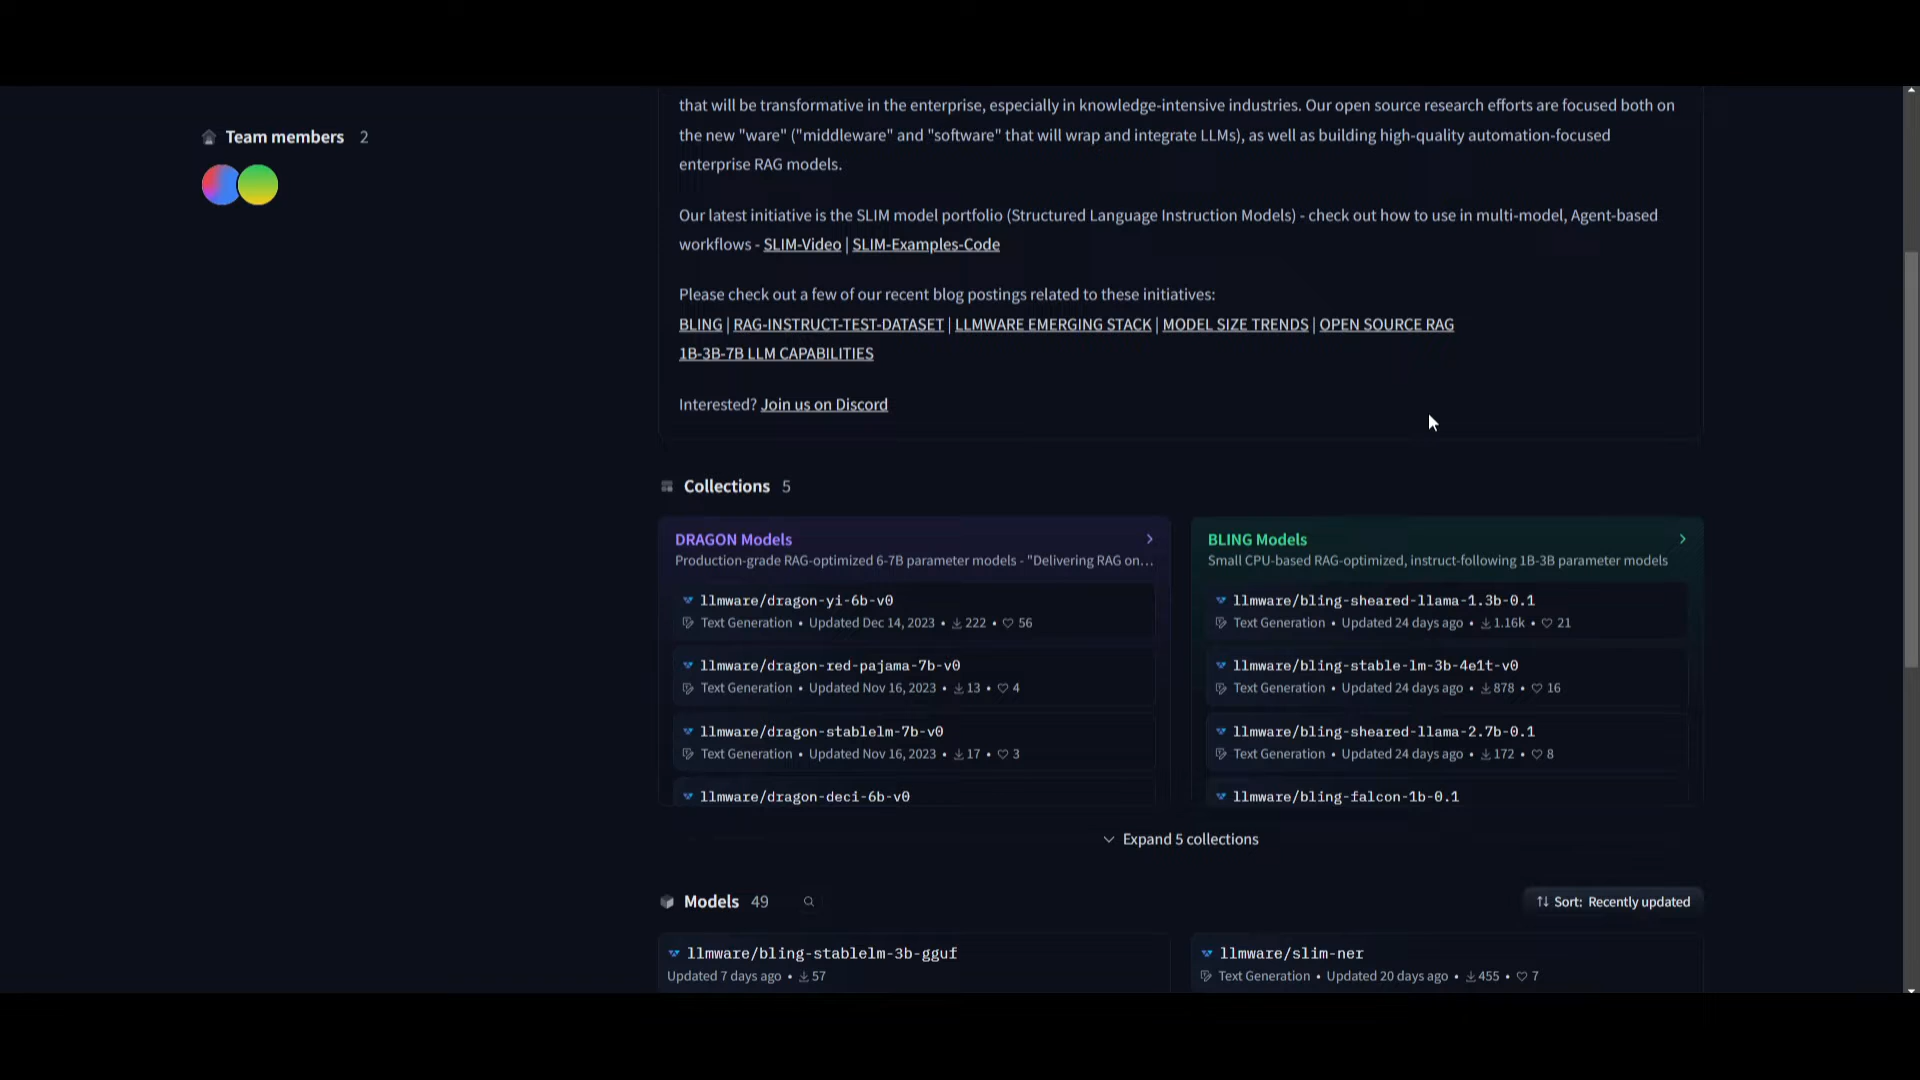 Team members 2
that will be transformative in the enterprise, especially in knowledge-intensive industries. Our open source research efforts are focused both on
the new "ware" ("middleware" and "software" that will wrap and integrate LLMs), as well as building high-quality automation-focused
enterprise RAG models.
Our latest initiative is the SLIM model portfolio (Structured Language Instruction Models) - check out how to use in multi-model, Agent-based
workflows - SLIM-Video | SLIM-Examples-Code
Please check out a few of our recent blog postings related to these initiatives:
BLING | RAG-INSTRUCT-TEST-DATASET | LLMWARE EMERGING STACK | MODEL SIZE TRENDS | OPEN SOURCE RAG
1B-3B-7B LLM CAPABILITIES
Interested? Join us on Discord
Collections 5
DRAGON Models
Production-grade RAG-optimized 6-7B parameter models - "Delivering RAG on...
llmware/dragon-yi-6b-v0
Text Generation • Updated Dec 14, 2023 • 222 • 56
llmware/dragon-red-pajama-7b-v0
Text Generation • Updated Nov 16, 2023 • 13 • 4
llmware/dragon-stablelm-7b-v0
Text Generation • Updated Nov 16, 2023 • 17 • 3
llmware/dragon-deci-6b-v0
BLING Models
Small CPU-based RAG-optimized, instruct-following 1B-3B parameter models
llmware/bling-sheared-llama-1.3b-0.1
Text Generation • Updated 24 days ago • 1.16k • 21
llmware/bling-stable-lm-3b-4e1t-v0
Text Generation • Updated 24 days ago • 878 • 16
llmware/bling-sheared-llama-2.7b-0.1
Text Generation • Updated 24 days ago • 172 • 8
llmware/bling-falcon-1b-0.1
Expand 5 collections
Models 49
Sort: Recently updated
llmware/bling-stablelm-3b-gguf
Updated 7 days ago • 57
llmware/slim-ner
Text Generation • Updated 20 days ago • 455 • 7